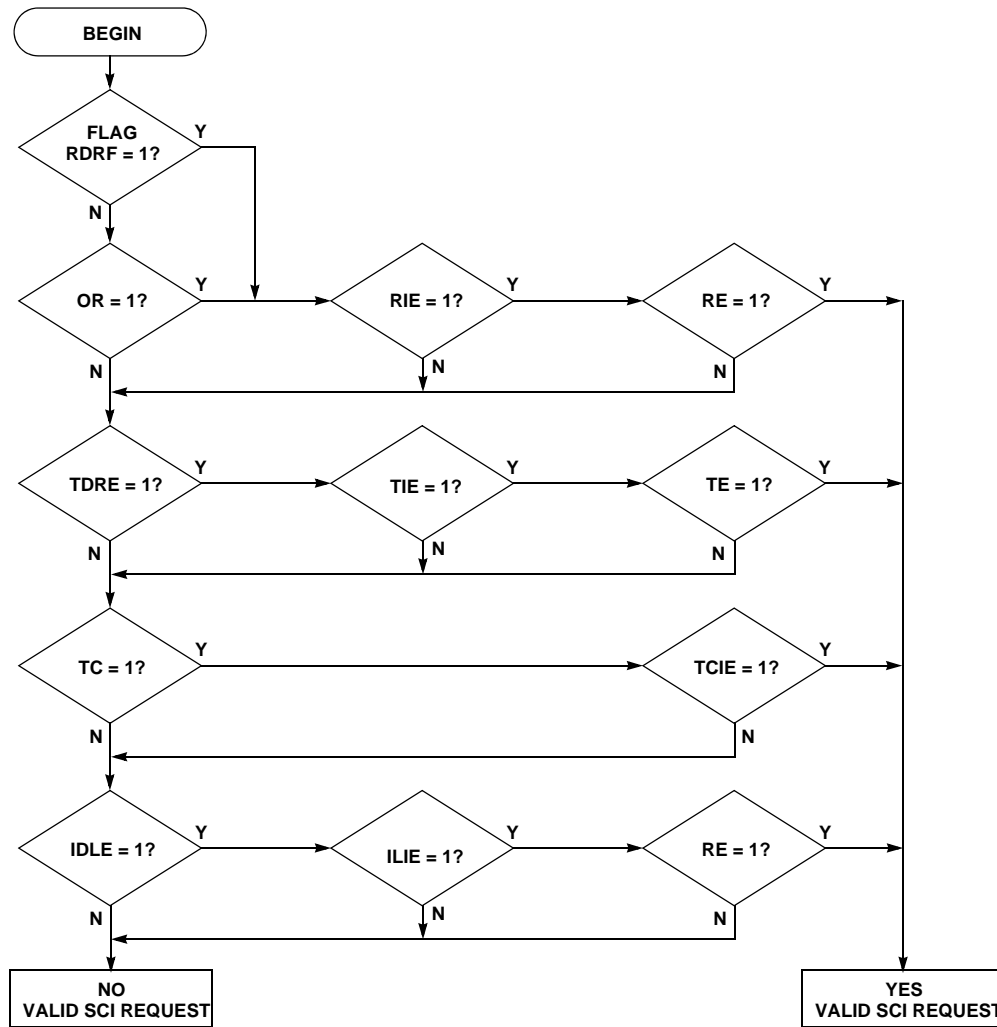 BEGIN
FLAG
RDRF = 1?
Y
N
OR = 1?
Y
RIE = 1?
Y
RE = 1?
Y
N
N
N
TDRE = 1?
Y
TIE = 1?
Y
TE = 1?
Y
N
N
N
TC = 1?
Y
TCIE = 1?
Y
N
N
IDLE = 1?
Y
ILIE = 1?
Y
RE = 1?
Y
N
N
N
NO
VALID SCI REQUEST
YES
VALID SCI REQUEST